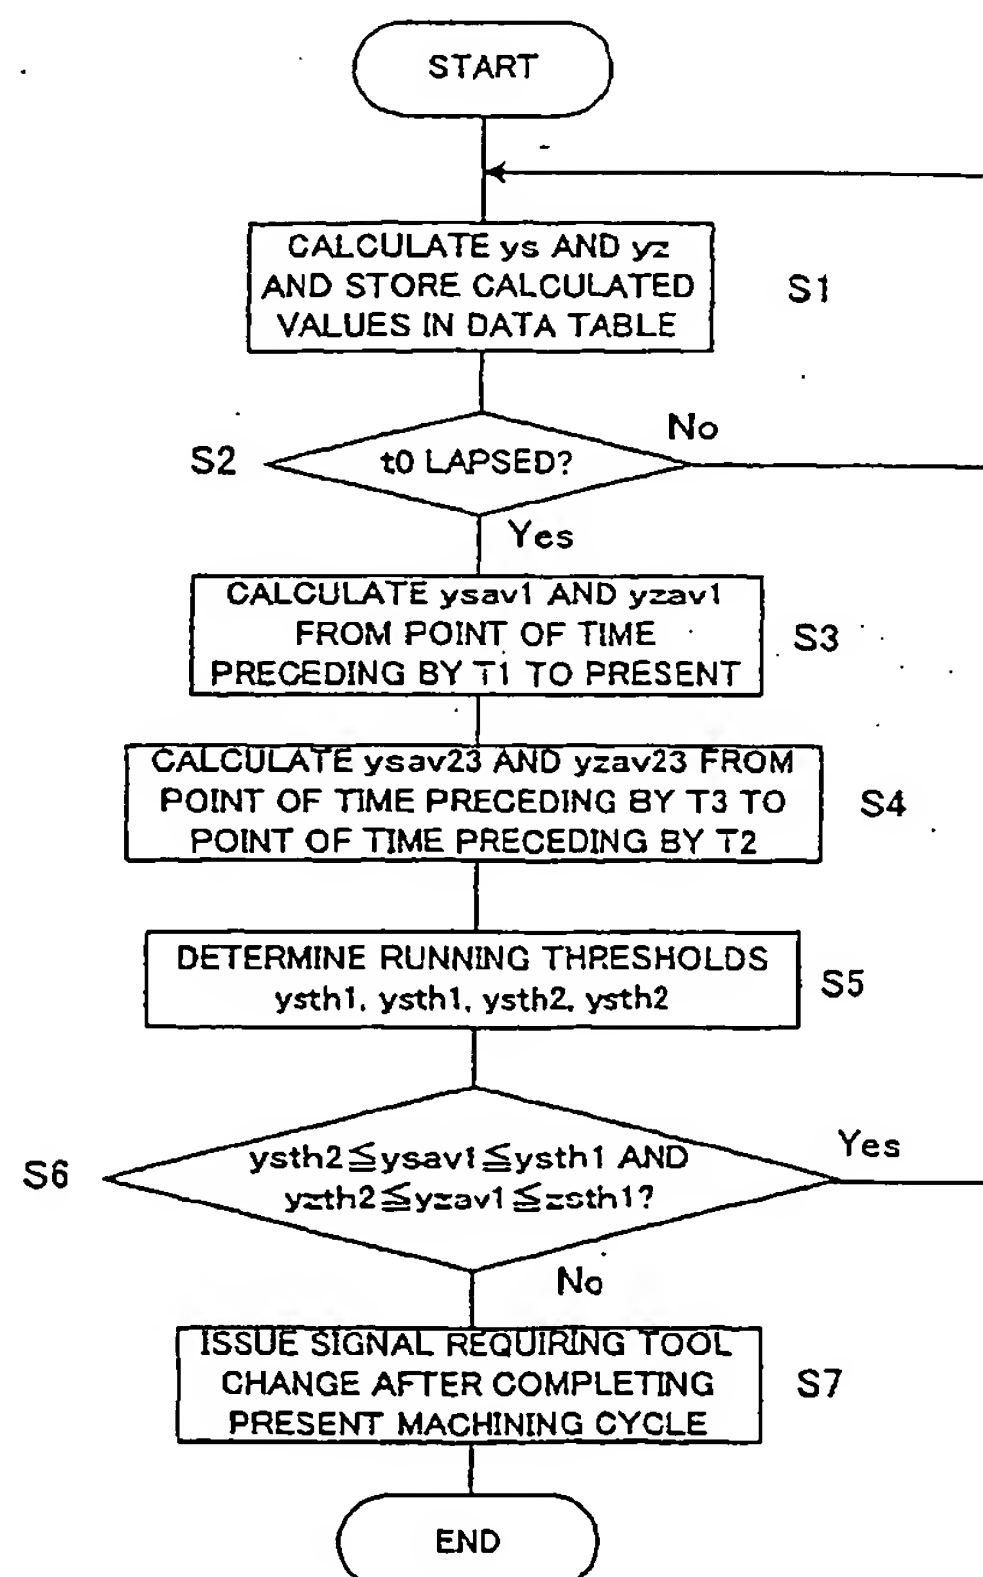 START
CALCULATE ys AND yz
AND STORE CALCULATED
VALUES IN DATA TABLE
S1
No
S2
t0 LAPSED?
Yes
CALCULATE ysav1 AND yzav1
FROM POINT OF TIME
PRECEDING BY T1 TO PRESENT
S3
CALCULATE ysav23 AND yzav23 FROM
POINT OF TIME PRECEDING BY T3 TO
POINT OF TIME PRECEDING BY T2
S4
DETERMINE RUNNING THRESHOLDS
ysth1, ysth1, ysth2, ysth2
S5
Yes
S6
ysth2≦ysav1≦ysth1 AND
yzth2≦yzav1≦zsth1?
No
ISSUE SIGNAL REQUIRING TOOL
CHANGE AFTER COMPLETING
PRESENT MACHINING CYCLE
S7
END